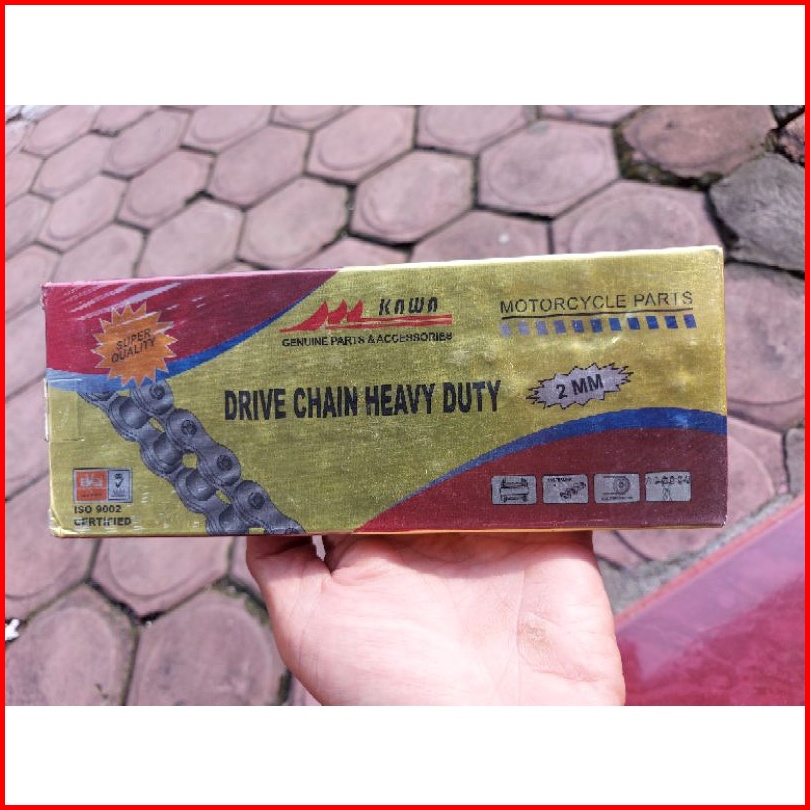 SUPER
QUALITY
KAWA
GENUINE PARTS & ACCESSORIES
MOTORCYCLE PARTS
DRIVE CHAIN HEAVY DUTY
2 MM
ISO 9002
CERTIFIED